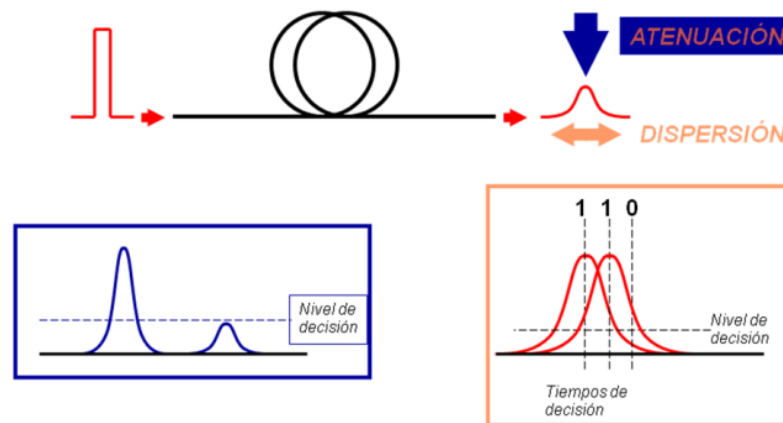 ATENUACIÓN
DISPERSIÓN
Nivel de
decisión
1 1 0
Nivel de
decisión
Tiempos de
decisión